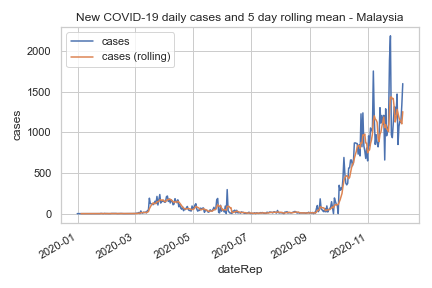 New COVID-19 daily cases and 5 day rolling mean - Malaysia
cases
cases (rolling)
2000
1500
1000
500
0
cases
2020-01
2020-03
2020-05
2020-07
2020-09
2020-11
dateRep